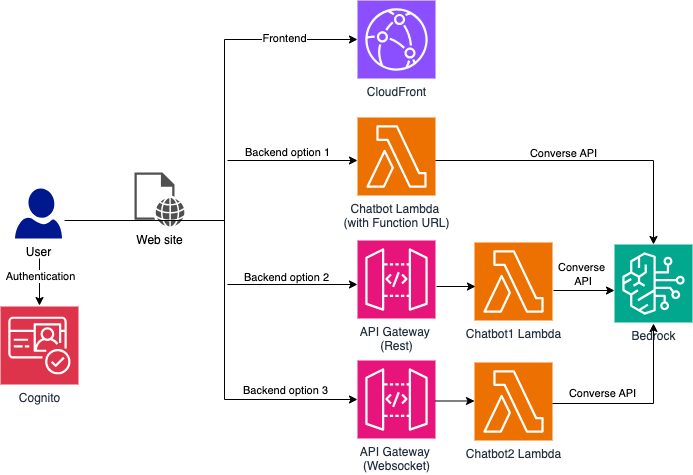 Frontend
CloudFront
Backend option 1
Converse API
Chatbot Lambda
(with Function URL)
User
Web site
Authentication
Cognito
Backend option 2
API Gateway
(Rest)
Chatbot1 Lambda
Converse
API
Bedrock
Backend option 3
API Gateway
(Websocket)
Chatbot2 Lambda
Converse API